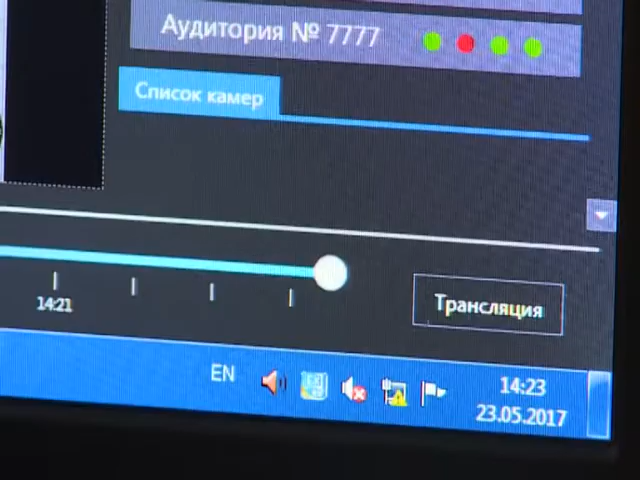 Аудитория № 7777
Список камер
14:21
Трансляция
EN
14:23
23.05.2017